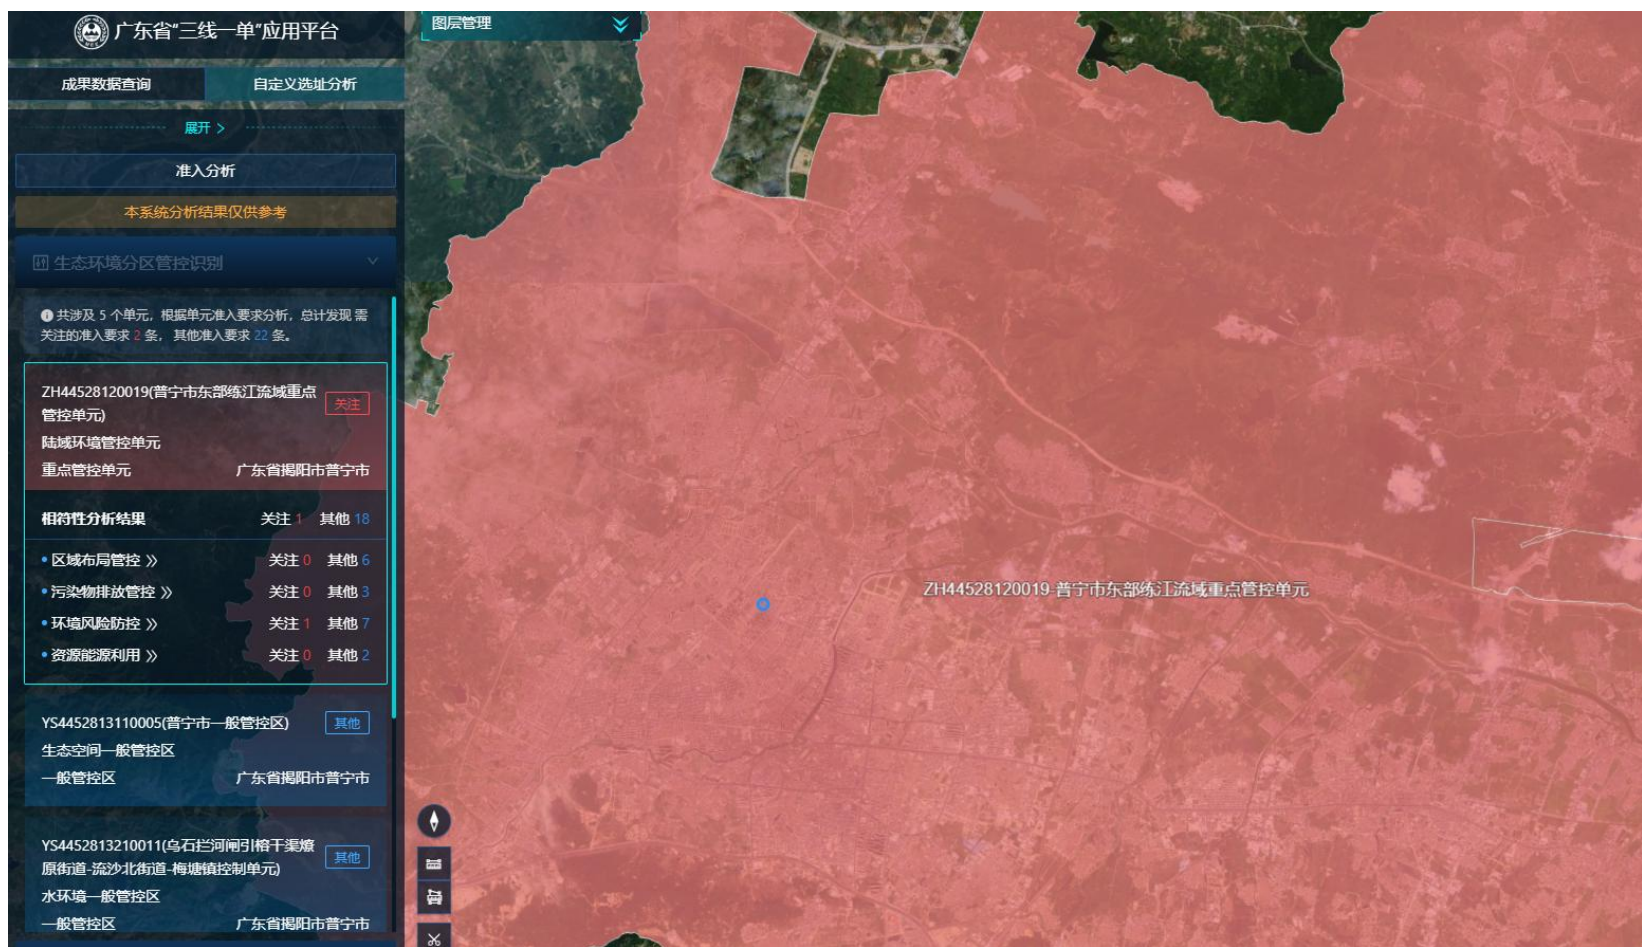 广东省“三线一单”应用平台
成果数据查询
自定义选址分析
展开 >
准入分析
本系统分析结果仅供参考
生态环境分区管控识别
共涉及 5 个单元，根据单元准入要求分析，总计发现 需
关注的准入要求 2 条，其他准入要求 22 条。
ZH44528120019(普宁市东部练江流域重点
管控单元)
关注
陆域环境管控单元
重点管控单元 广东省揭阳市普宁市
相符性分析结果 关注 1 其他 18
• 区域布局管控 》 关注 0 其他 6
• 污染物排放管控 》 关注 0 其他 3
• 环境风险防控 》 关注 1 其他 7
• 资源能源利用 》 关注 0 其他 2
YS4452813110005(普宁市一般管控区)
其他
生态空间一般管控区
一般管控区 广东省揭阳市普宁市
YS4452813210011(乌石拦河闸引榕干渠燎
原街道-流沙北街道-梅塘镇控制单元)
其他
水环境一般管控区
一般管控区 广东省揭阳市普宁市
图层管理
ZH44528120019-普宁市东部练江流域重点管控单元